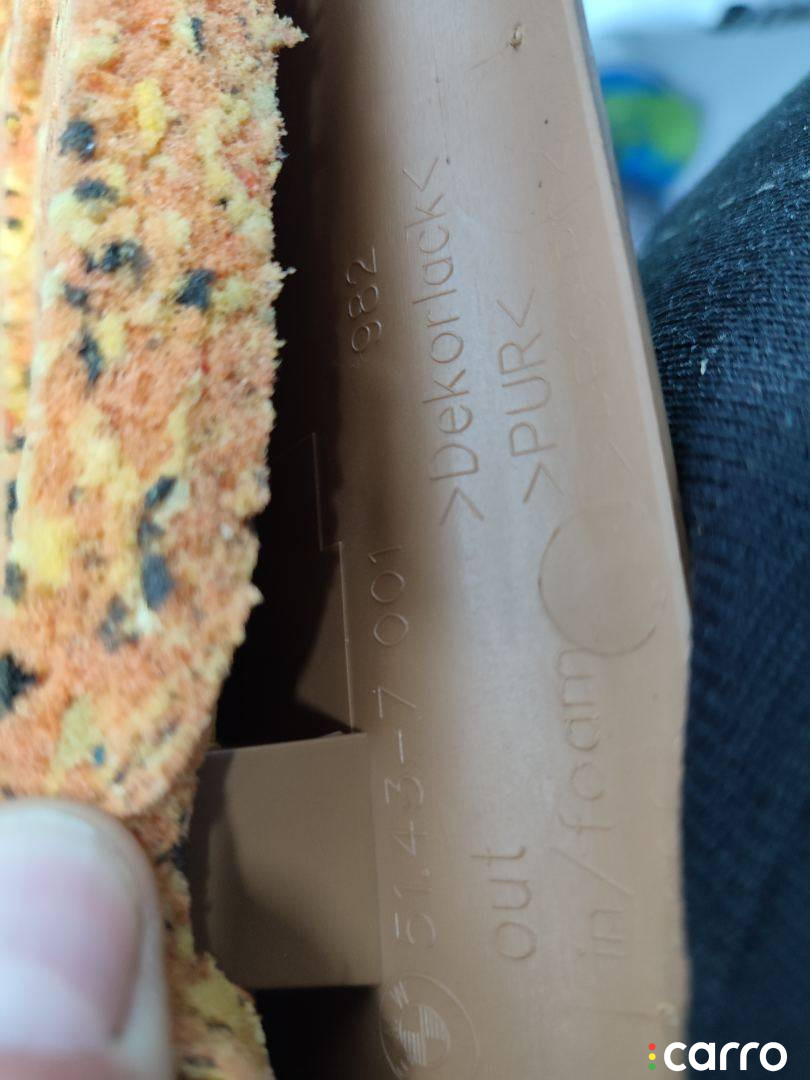 51.43-7 001 982
out >Dekorlack<
in/foam >PUR<
carro